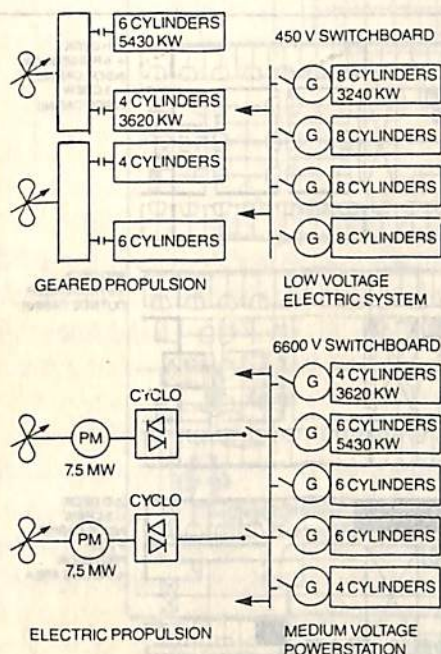 6 CYLINDERS
5430 KW
4 CYLINDERS
3620 KW
4 CYLINDERS
6 CYLINDERS
GEARED PROPULSION
450 V SWITCHBOARD
G
8 CYLINDERS
3240 KW
G
8 CYLINDERS
G
8 CYLINDERS
G
8 CYLINDERS
LOW VOLTAGE
ELECTRIC SYSTEM
CYCLO
PM
7.5 MW
CYCLO
PM
7,5 MW
ELECTRIC PROPULSION
6600 V SWITCHBOARD
G
4 CYLINDERS
3620 KW
G
6 CYLINDERS
5430 KW
G
6 CYLINDERS
G
6 CYLINDERS
G
4 CYLINDERS
MEDIUM VOLTAGE
POWERSTATION